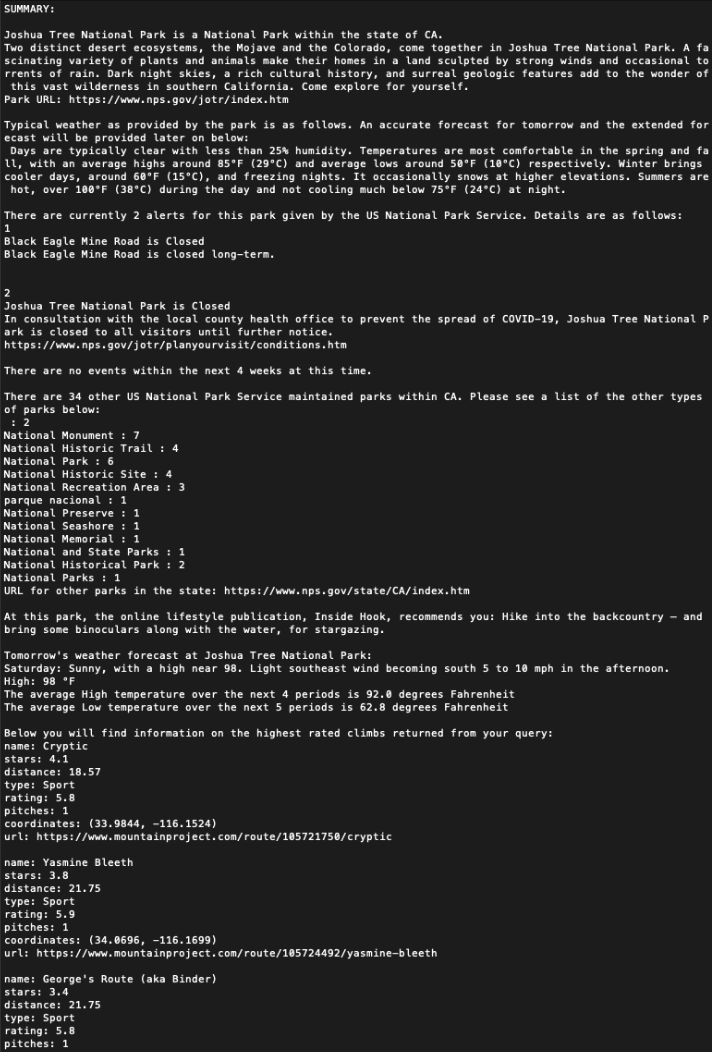 SUMMARY:
Joshua Tree National Park is a National Park within the state of CA.
Two distinct desert ecosystems, the Mojave and the Colorado, come together in Joshua Tree National Park. A fa
scinating variety of plants and animals make their homes in a land sculpted by strong winds and occasional to
rrents of rain. Dark night skies, a rich cultural history, and surreal geologic features add to the wonder of
this vast wilderness in southern California. Come explore for yourself.
Park URL: https://www.nps.gov/jotr/index.htm
Typical weather as provided by the park is as follows. An accurate forecast for tomorrow and the extended for
ecast will be provided later on below:
Days are typically clear with less than 25% humidity. Temperatures are most comfortable in the spring and fa
ll, with an average highs around 85°F (29°C) and average lows around 50°F (10°C) respectively. Winter brings
cooler days, around 60°F (15°C), and freezing nights. It occasionally snows at higher elevations. Summers are
hot, over 100°F (38°C) during the day and not cooling much below 75°F (24°C) at night.
There are currently 2 alerts for this park given by the US National Park Service. Details are as follows:
1
Black Eagle Mine Road is Closed
Black Eagle Mine Road is closed long-term.
2
Joshua Tree National Park is Closed
In consultation with the local county health office to prevent the spread of COVID-19, Joshua Tree National P
ark is closed to all visitors until further notice.
https://www.nps.gov/jotr/planyourvisit/conditions.htm
There are no events within the next 4 weeks at this time.
There are 34 other US National Park Service maintained parks within CA. Please see a list of the other types
of parks below:
: 2
National Monument : 7
National Historic Trail : 4
National Park : 6
National Historic Site : 4
National Recreation Area : 3
parque nacional : 1
National Preserve : 1
National Seashore : 1
National Memorial : 1
National and State Parks : 1
National Historical Park : 2
National Parks : 1
URL for other parks in the state: https://www.nps.gov/state/CA/index.htm
At this park, the online lifestyle publication, Inside Hook, recommends you: Hike into the backcountry — and
bring some binoculars along with the water, for stargazing.
Tomorrow's weather forecast at Joshua Tree National Park:
Saturday: Sunny, with a high near 98. Light southeast wind becoming south 5 to 10 mph in the afternoon.
High: 98 °F
The average High temperature over the next 4 periods is 92.0 degrees Fahrenheit
The average Low temperature over the next 5 periods is 62.8 degrees Fahrenheit
Below you will find information on the highest rated climbs returned from your query:
name: Cryptic
stars: 4.1
distance: 18.57
type: Sport
rating: 5.8
pitches: 1
coordinates: (33.9844, -116.1524)
url: https://www.mountainproject.com/route/105721750/cryptic
name: Yasmine Bleeth
stars: 3.8
distance: 21.75
type: Sport
rating: 5.9
pitches: 1
coordinates: (34.0696, -116.1699)
url: https://www.mountainproject.com/route/105724492/yasmine-bleeth
name: George's Route (aka Binder)
stars: 3.4
distance: 21.75
type: Sport
rating: 5.8
pitches: 1